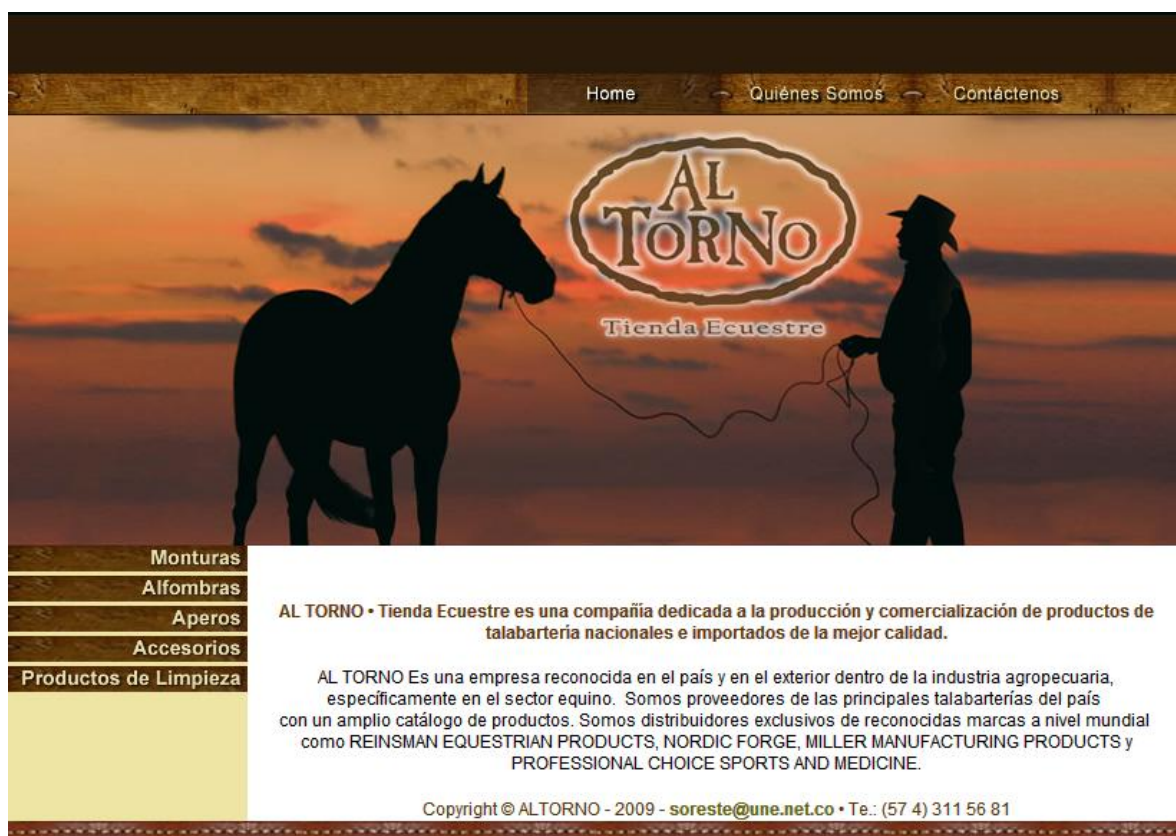 Home
Quiénes Somos
Contáctenos
AL
TORNO
Tienda Ecuestre
Monturas
Alfombras
Aperos
Accesorios
Productos de Limpieza
AL TORNO • Tienda Ecuestre es una compañía dedicada a la producción y comercialización de productos de
talabartería nacionales e importados de la mejor calidad.
AL TORNO Es una empresa reconocida en el país y en el exterior dentro de la industria agropecuaria,
específicamente en el sector equino. Somos proveedores de las principales talabarterías del país
con un amplio catálogo de productos. Somos distribuidores exclusivos de reconocidas marcas a nivel mundial
como REINSMAN EQUESTRIAN PRODUCTS, NORDIC FORGE, MILLER MANUFACTURING PRODUCTS y
PROFESSIONAL CHOICE SPORTS AND MEDICINE.
Copyright © ALTORNO - 2009 - soreste@une.net.co • Te.: (57 4) 311 56 81